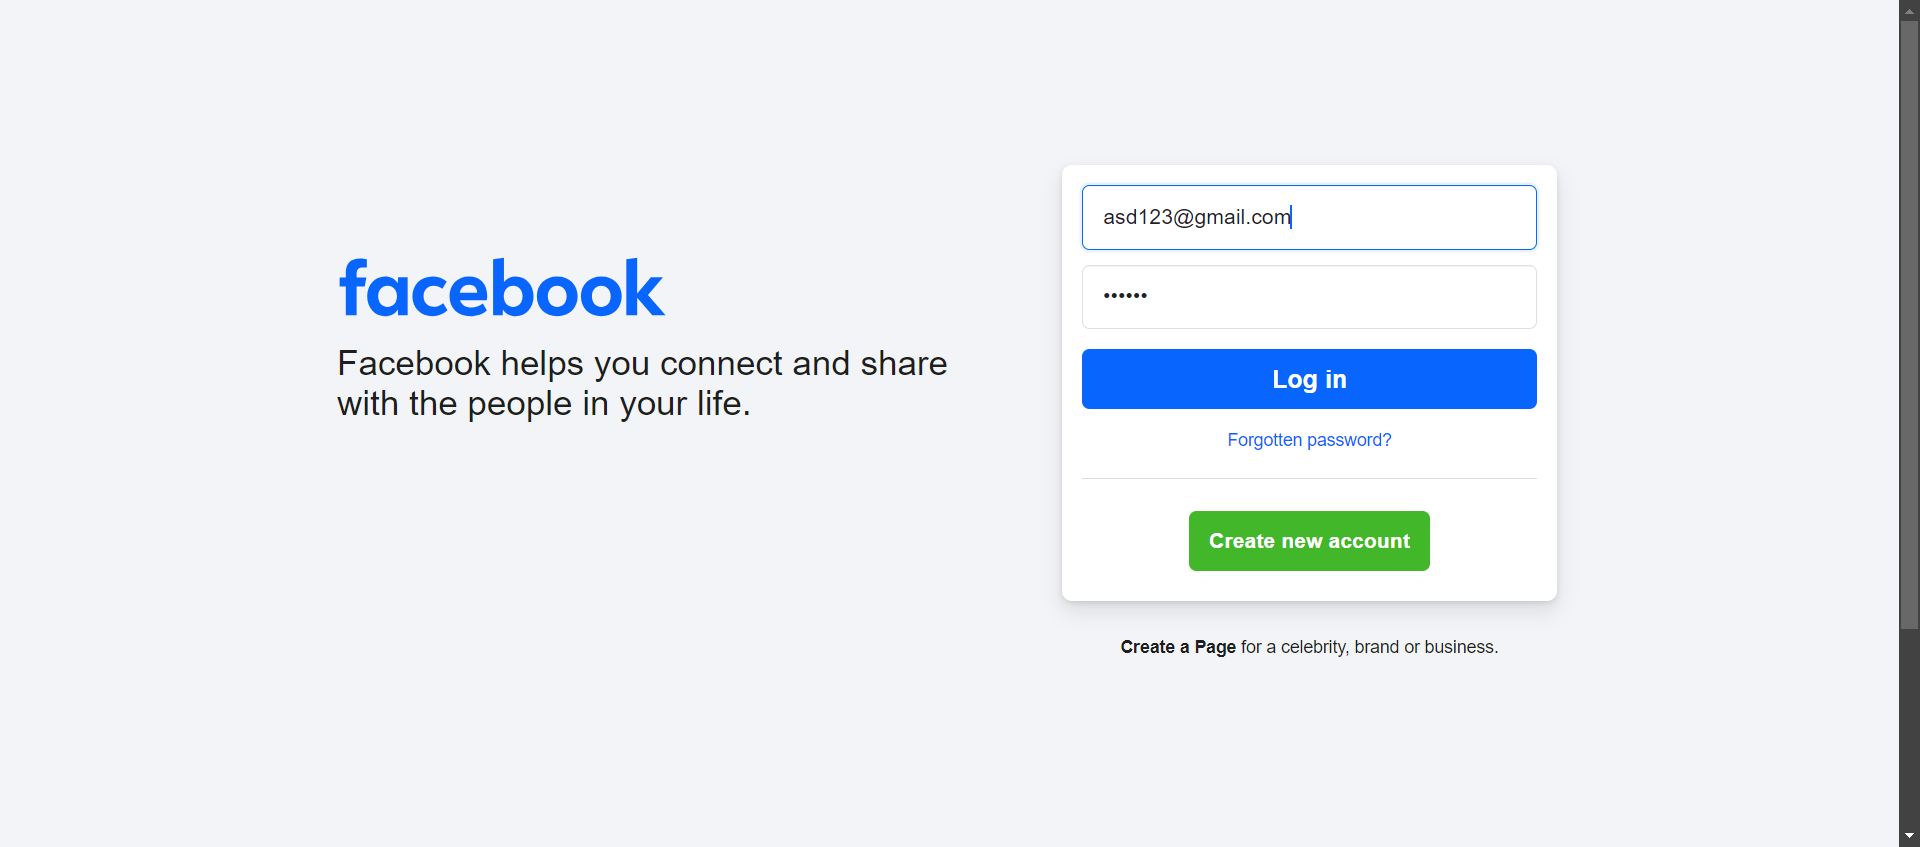 facebook
Facebook helps you connect and share
with the people in your life.
asd123@gmail.com
••••••
Log in
Forgotten password?
Create new account
Create a Page for a celebrity, brand or business.